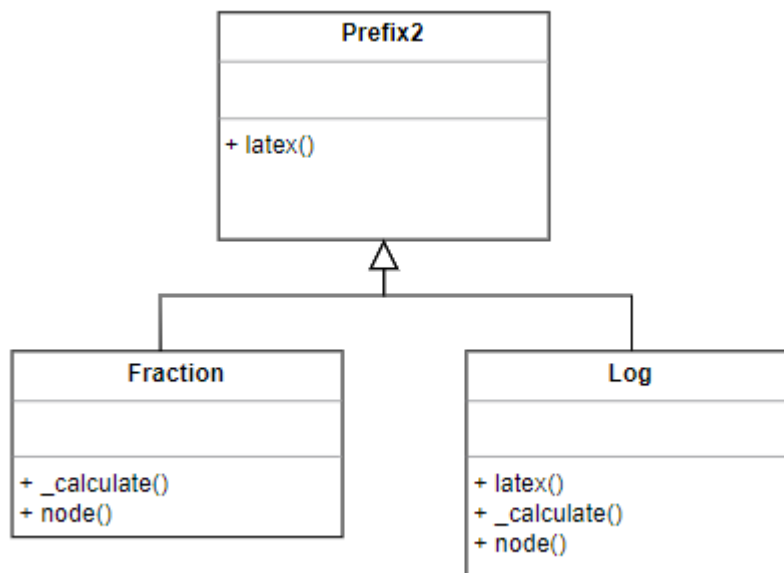 Prefix2
+ latex()
Fraction
+ _calculate()
+ node()
Log
+ latex()
+ _calculate()
+ node()